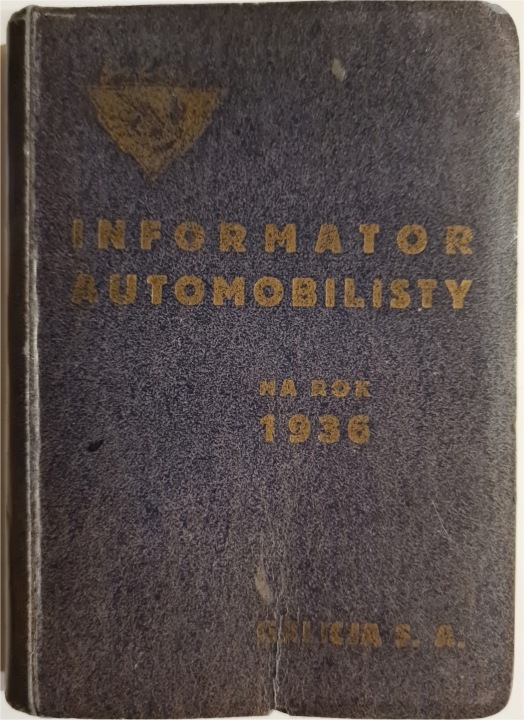 INFORMATOR
AUTOMOBILISTY
NA ROK
1936
GALICJA S. A.